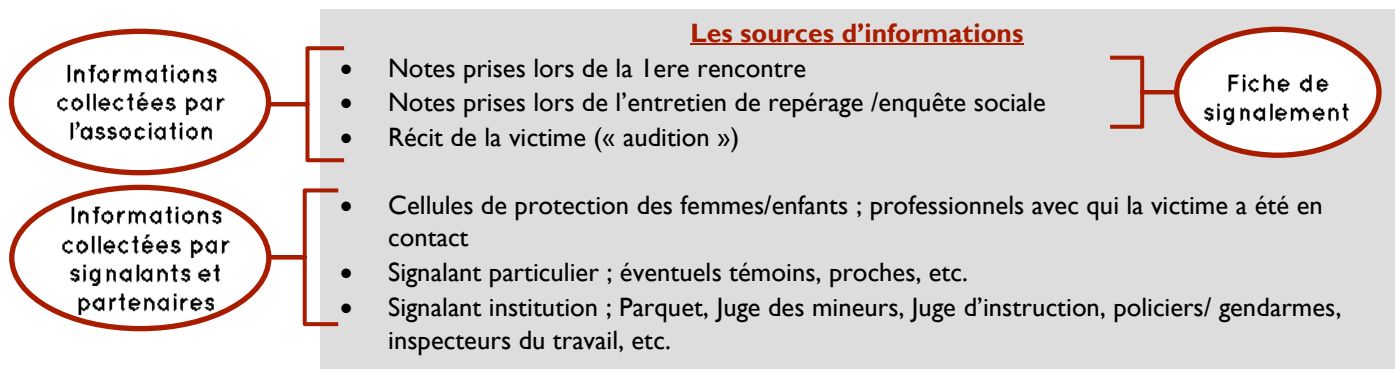 Les sources d’informations
Informations
collectées par
l’association
• Notes prises lors de la 1ere rencontre
• Notes prises lors de l’entretien de repérage /enquête sociale
• Récit de la victime (« audition »)
Fiche de
signalement
Informations
collectées par
signalants et
partenaires
• Cellules de protection des femmes/enfants ; professionnels avec qui la victime a été en
contact
• Signalant particulier ; éventuels témoins, proches, etc.
• Signalant institution ; Parquet, Juge des mineurs, Juge d’instruction, policiers/ gendarmes,
inspecteurs du travail, etc.